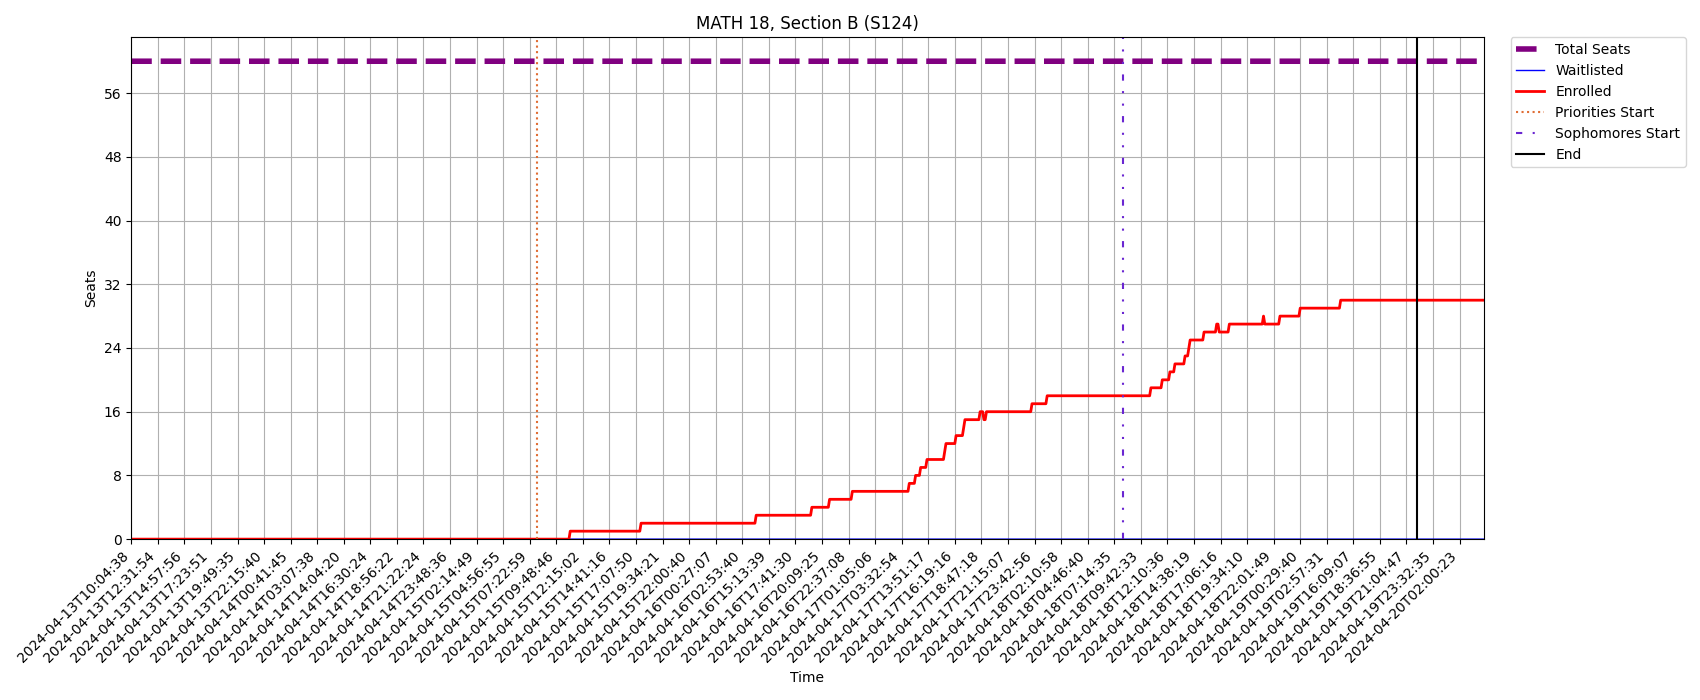 MATH 18, Section B (S124)
Total Seats
Waitlisted
Enrolled
Priorities Start
Sophomores Start
End
Seats
56
48
40
32
24
16
8
0
2024-04-13T10:04:38
2024-04-13T12:31:54
2024-04-13T14:57:56
2024-04-13T17:23:51
2024-04-13T19:49:35
2024-04-13T22:15:40
2024-04-14T00:41:45
2024-04-14T03:07:38
2024-04-14T14:04:20
2024-04-14T16:30:24
2024-04-14T18:56:22
2024-04-14T21:22:24
2024-04-14T23:48:36
2024-04-15T02:14:49
2024-04-15T04:56:55
2024-04-15T07:22:59
2024-04-15T09:48:46
2024-04-15T12:15:02
2024-04-15T14:41:16
2024-04-15T17:07:50
2024-04-15T19:34:21
2024-04-15T22:00:40
2024-04-16T00:27:07
2024-04-16T02:53:40
2024-04-16T15:13:39
2024-04-16T17:41:30
2024-04-16T20:09:25
2024-04-16T22:37:08
2024-04-17T01:05:06
2024-04-17T03:32:54
2024-04-17T13:51:17
2024-04-17T16:19:16
2024-04-17T18:47:18
2024-04-17T21:15:07
2024-04-17T23:42:56
2024-04-18T02:10:58
2024-04-18T04:46:40
2024-04-18T07:14:35
2024-04-18T09:42:33
2024-04-18T12:10:36
2024-04-18T14:38:19
2024-04-18T17:06:16
2024-04-18T19:34:10
2024-04-18T22:01:49
2024-04-19T00:29:40
2024-04-19T02:57:31
2024-04-19T16:09:07
2024-04-19T18:36:55
2024-04-19T21:04:47
2024-04-19T23:32:35
2024-04-20T02:00:23
Time